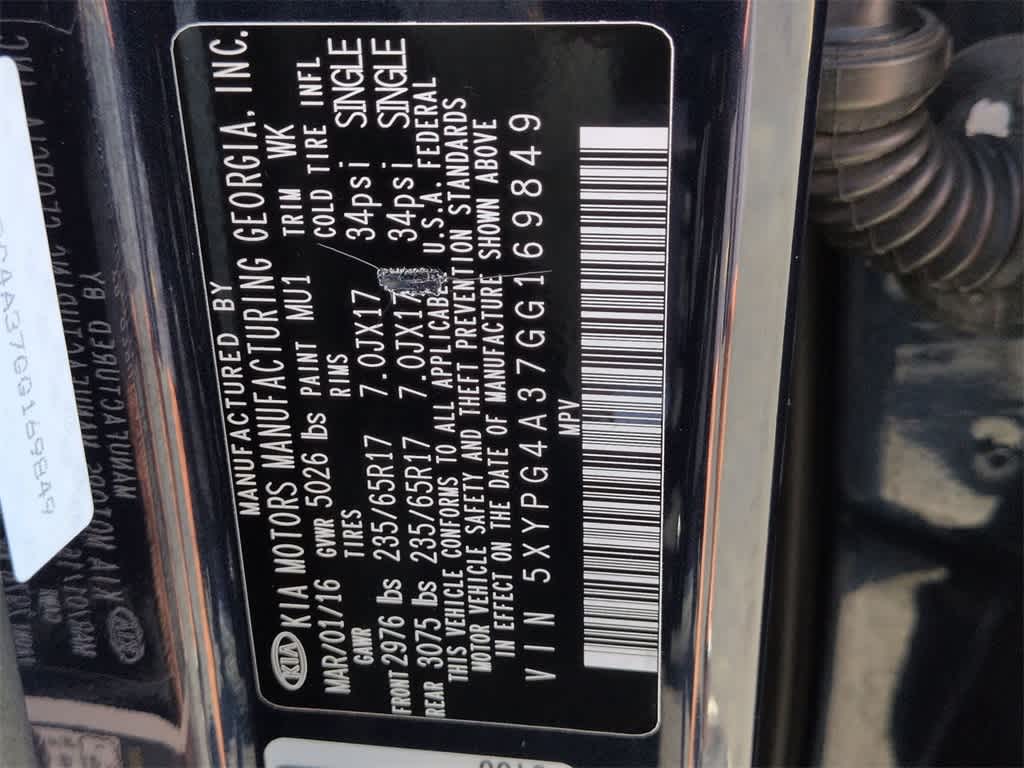 MANUFACTURED BY
KIA KIA MOTORS MANUFACTURING GEORGIA, INC.
MAR/01/16 GVWR 5026 lbs PAINT MU1 TRIM WK
GAWR TIRES RIMS COLD TIRE INFL
FRONT 2976 lbs 235/65R17 7.0JX17 34psi SINGLE
REAR 3075 lbs 235/65R17 7.0JX17 34psi SINGLE
THIS VEHICLE CONFORMS TO ALL APPLICAB U.S.A. FEDERAL
MOTOR VEHICLE SAFETY AND THEFT PREVENTION STANDARDS
IN EFFECT ON THE DATE OF MANUFACTURE SHOWN ABOVE
VIN 5XYPG4A37GG169849
MPV